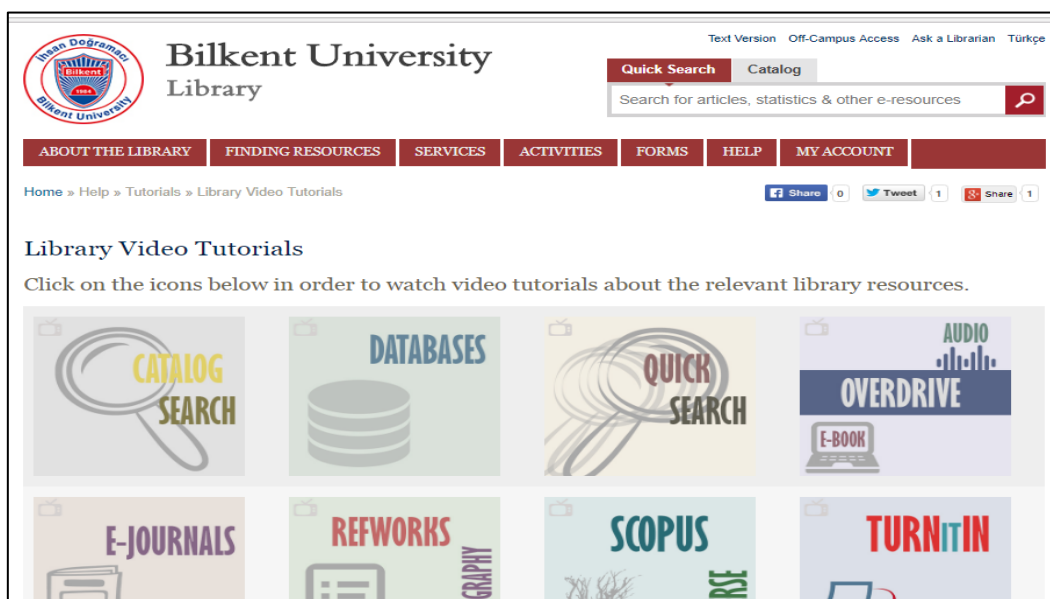 Text Version Off-Campus Access Ask a Librarian Türkçe
İhsan Doğramacı
Bilkent
1984
Bilkent University
Bilkent University
Library
Quick Search Catalog
Search for articles, statistics & other e-resources
ABOUT THE LIBRARY FINDING RESOURCES SERVICES ACTIVITIES FORMS HELP MY ACCOUNT
Home » Help » Tutorials » Library Video Tutorials
Share 0 Tweet 1 Share 1
Library Video Tutorials
Click on the icons below in order to watch video tutorials about the relevant library resources.
CATALOG
SEARCH
DATABASES
QUICK
SEARCH
AUDIO
OVERDRIVE
E-BOOK
E-JOURNALS
REFWORKS
SCOPUS
TURNITIN